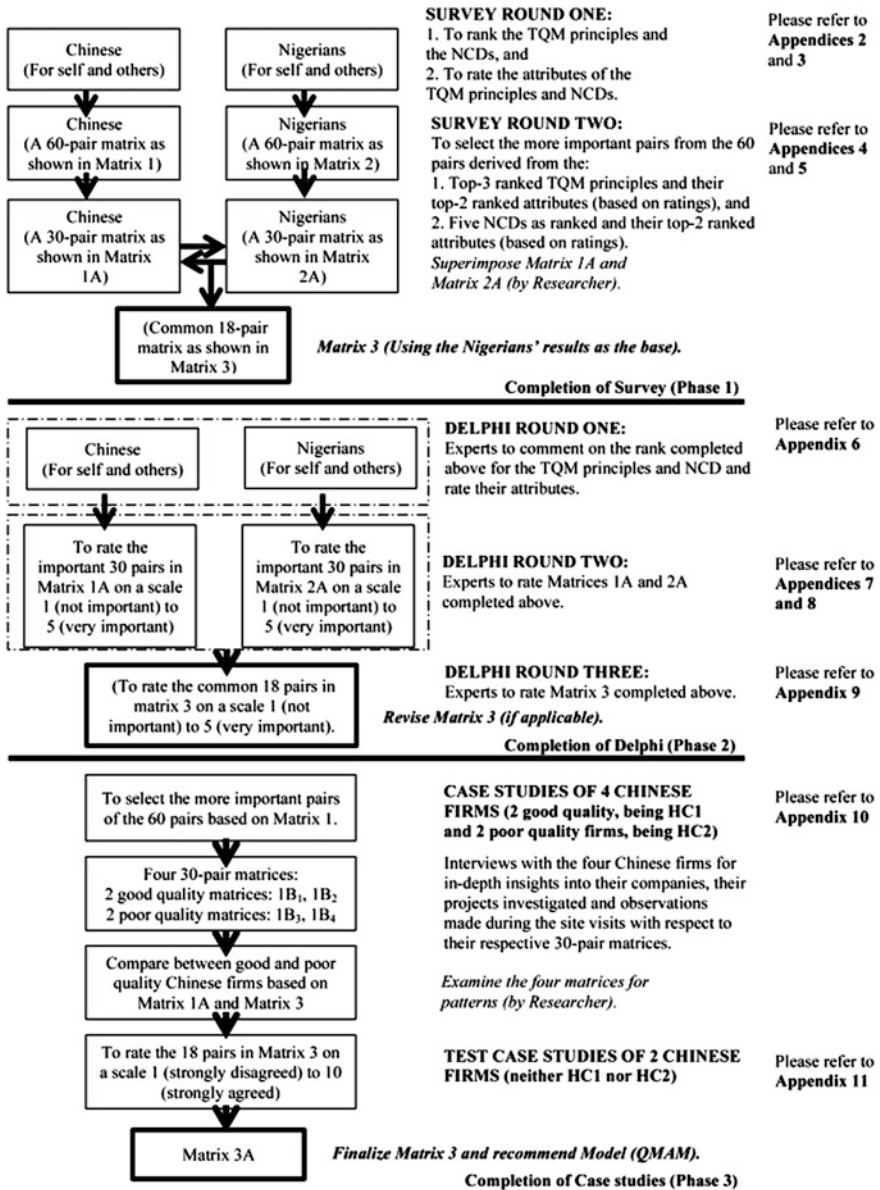 Chinese
(For self and others)
Nigerians
(For self and others)
SURVEY ROUND ONE:
1. To rank the TQM principles and
the NCDs, and
2. To rate the attributes of the
TQM principles and NCDs.
Please refer to
Appendices 2
and 3
Chinese
(A 60-pair matrix as
shown in Matrix 1)
Nigerians
(A 60-pair matrix as
shown in Matrix 2)
SURVEY ROUND TWO:
To select the more important pairs from the 60
pairs derived from the:
1. Top-3 ranked TQM principles and their
top-2 ranked attributes (based on ratings), and
2. Five NCDs as ranked and their top-2 ranked
attributes (based on ratings).
Superimpose Matrix 1A and
Matrix 2A (by Researcher).
Please refer to
Appendices 4
and 5
Chinese
(A 30-pair matrix as
shown in Matrix
1A)
Nigerians
(A 30-pair matrix as
shown in Matrix
2A)
(Common 18-pair
matrix as shown in
Matrix 3)
Matrix 3 (Using the Nigerians' results as the base).
Completion of Survey (Phase 1)
Chinese
(For self and others)
Nigerians
(For self and others)
DELPHI ROUND ONE:
Experts to comment on the rank completed
above for the TQM principles and NCD and
rate their attributes.
Please refer to
Appendix 6
To rate the
important 30 pairs in
Matrix 1A on a scale
1 (not important) to
5 (very important)
To rate the
important 30 pairs in
Matrix 2A on a scale
1 (not important) to
5 (very important)
DELPHI ROUND TWO:
Experts to rate Matrices 1A and 2A
completed above.
Please refer to
Appendices 7
and 8
(To rate the common 18 pairs in
matrix 3 on a scale 1 (not
important) to 5 (very important).
DELPHI ROUND THREE:
Experts to rate Matrix 3 completed above.
Please refer to
Appendix 9
Revise Matrix 3 (if applicable).
Completion of Delphi (Phase 2)
To select the more important pairs
of the 60 pairs based on Matrix 1.
CASE STUDIES OF 4 CHINESE
FIRMS (2 good quality, being HC1
and 2 poor quality firms, being HC2)
Please refer to
Appendix 10
Four 30-pair matrices:
2 good quality matrices: 1B1, 1B2
2 poor quality matrices: 1B3, 1B4
Interviews with the four Chinese firms for
in-depth insights into their companies, their
projects investigated and observations
made during the site visits with respect to
their respective 30-pair matrices.
Compare between good and poor
quality Chinese firms based on
Matrix 1A and Matrix 3
Examine the four matrices for
patterns (by Researcher).
To rate the 18 pairs in Matrix 3 on
a scale 1 (strongly disagreed) to 10
(strongly agreed)
TEST CASE STUDIES OF 2 CHINESE
FIRMS (neither HC1 nor HC2)
Please refer to
Appendix 11
Matrix 3A
Finalize Matrix 3 and recommend Model (QMAM).
Completion of Case studies (Phase 3)